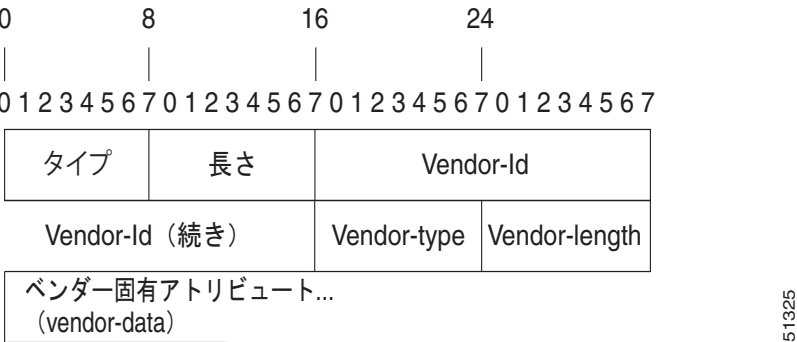 0 8 16 24
0 1 2 3 4 5 6 7 0 1 2 3 4 5 6 7 0 1 2 3 4 5 6 7 0 1 2 3 4 5 6 7
タイプ 長さ Vendor-Id
Vendor-Id（続き） Vendor-type Vendor-length
ベンダー固有アトリビュート...
（vendor-data）
51325